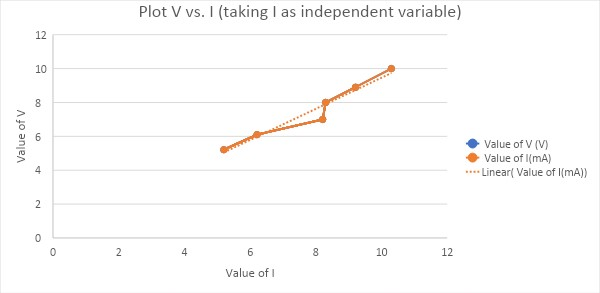 Plot V vs. I (taking I as independent variable)
12
10
8
6
4
2
0
Value of V
0 2 4 6 8 10 12
Value of I
Value of V (V)
Value of I(mA)
Linear( Value of I(mA))